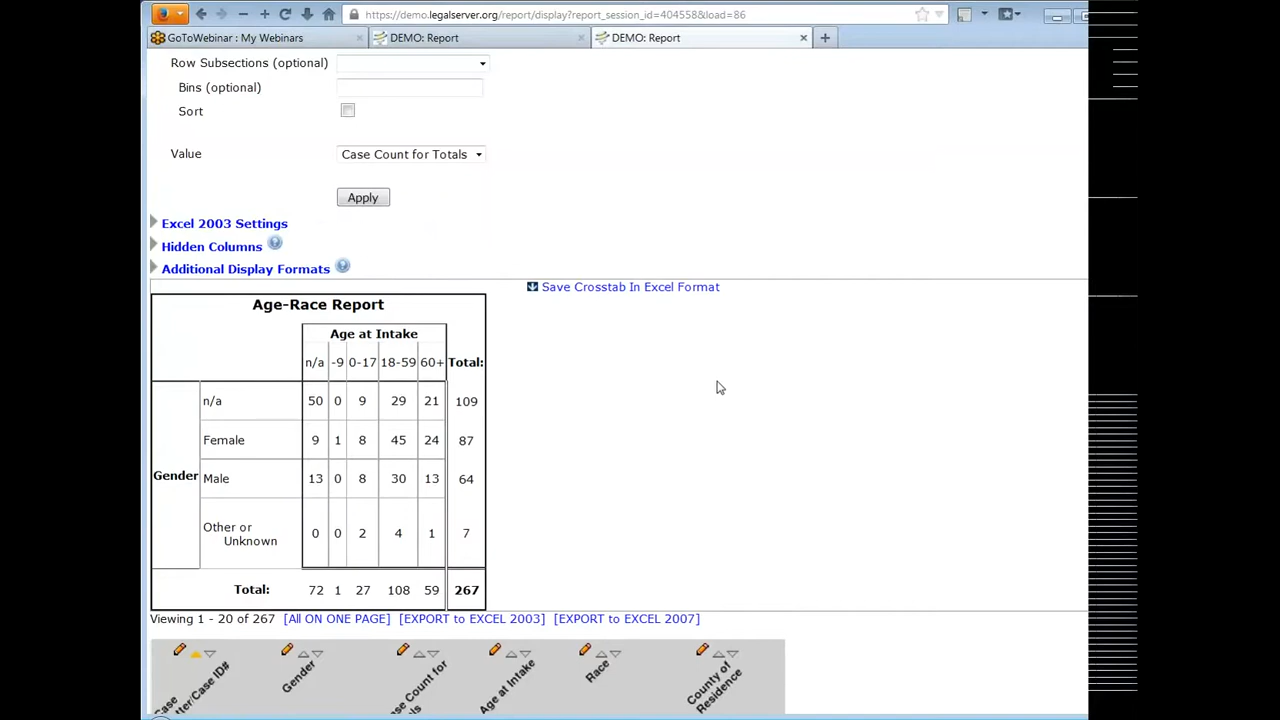 https://demo.legalserver.org/report/display?report_session_id=404558&load=86
GoToWebinar : My Webinars
DEMO: Report
DEMO: Report
Row Subsections (optional)
Bins (optional)
Sort
Value
Case Count for Totals
Apply
Excel 2003 Settings
Hidden Columns
Additional Display Formats
Save Crosstab In Excel Format
Age-Race Report
Age at Intake
n/a -9 0-17 18-59 60+ Total:
n/a 50 0 9 29 21 109
Female 9 1 8 45 24 87
Gender
Male 13 0 8 30 13 64
Other or
Unknown
0 0 2 4 1 7
Total: 72 1 27 108 59 267
Viewing 1 - 20 of 267 [All ON ONE PAGE] [EXPORT to EXCEL 2003] [EXPORT to EXCEL 2007]
Case
Case ID#
Gender
Count for
Age at Intake
Race
County of
Residence